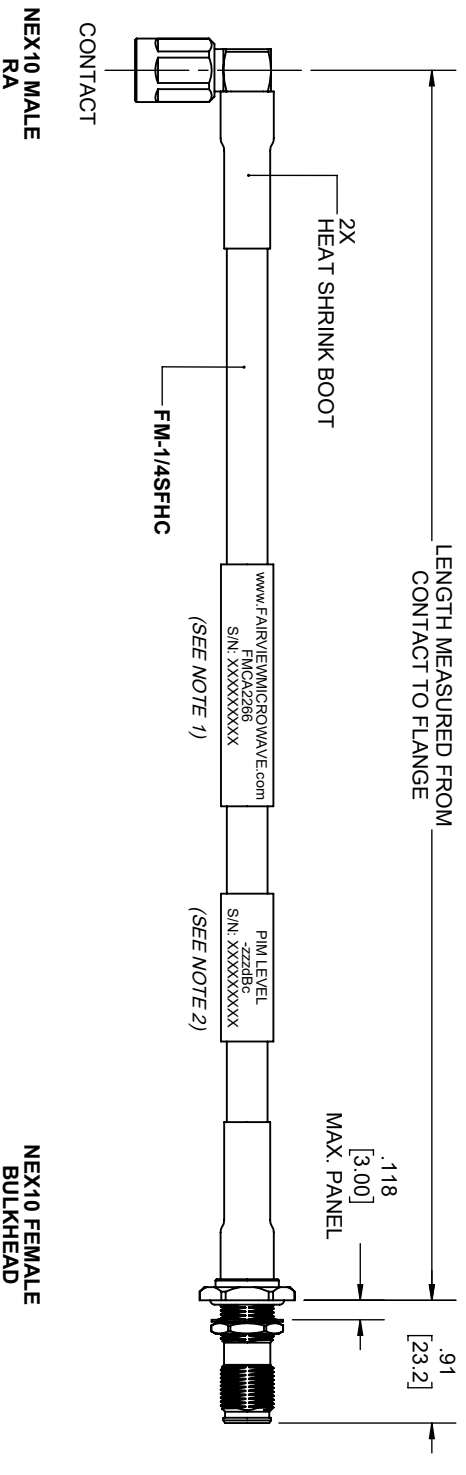 LENGTH MEASURED FROM
CONTACT TO FLANGE
.91
[23.2]
.118
[3.00]
MAX. PANEL
2X
HEAT SHRINK BOOT
CONTACT
FM-1/4SFHC
www.FAIRVIEWMICROWAVE.com
FMCA2266
S/N: XXXXXXXXX
(SEE NOTE 1)
PIM LEVEL
-zzzdBc
S/N: XXXXXXXXX
(SEE NOTE 2)
NEX10 MALE
RA
NEX10 FEMALE
BULKHEAD